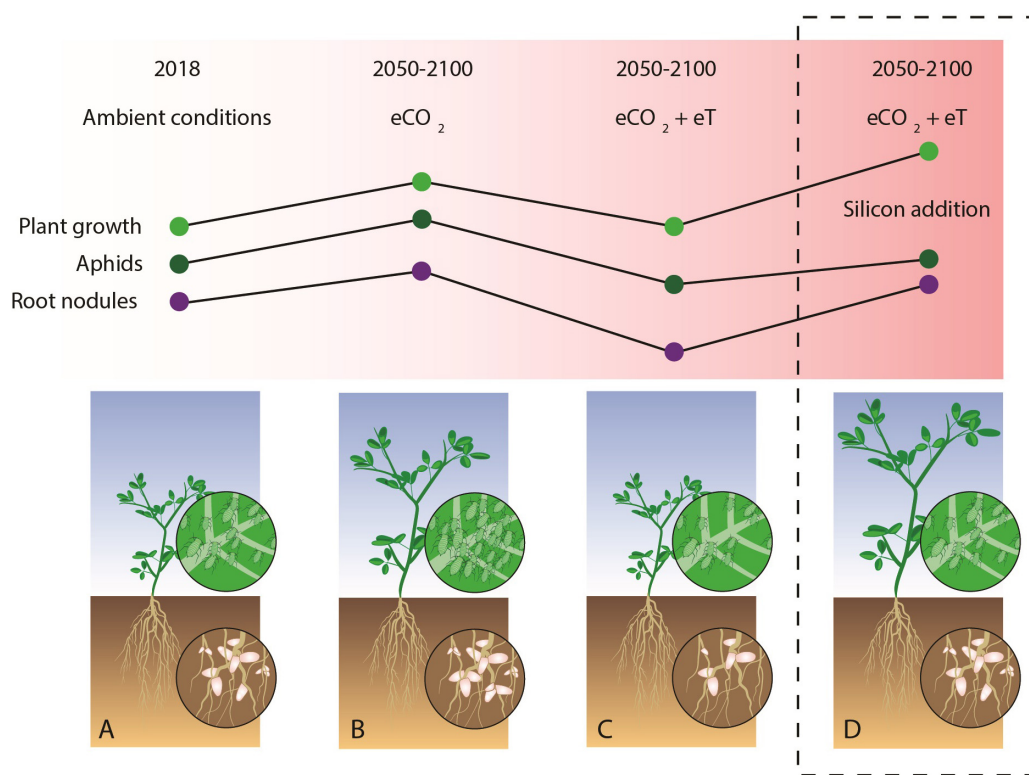 2018 2050-2100 2050-2100 2050-2100
Ambient conditions eCO 2 eCO 2 + eT eCO 2 + eT
Silicon addition
Plant growth
Aphids
Root nodules
A B C D